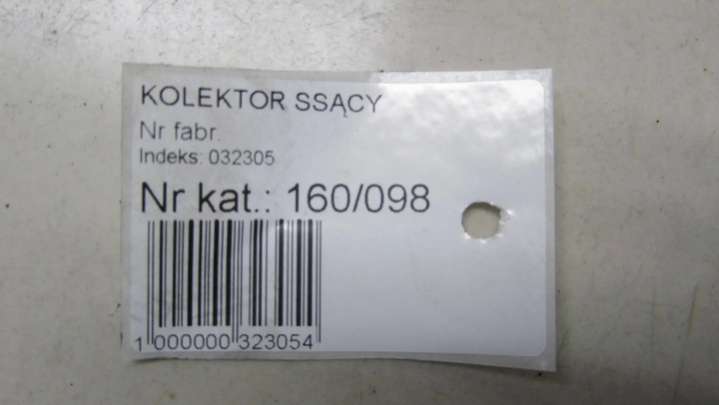 KOLEKTOR SSĄCY
Nr fabr.
Indeks: 032305
Nr kat.: 160/098
1 000000 323054